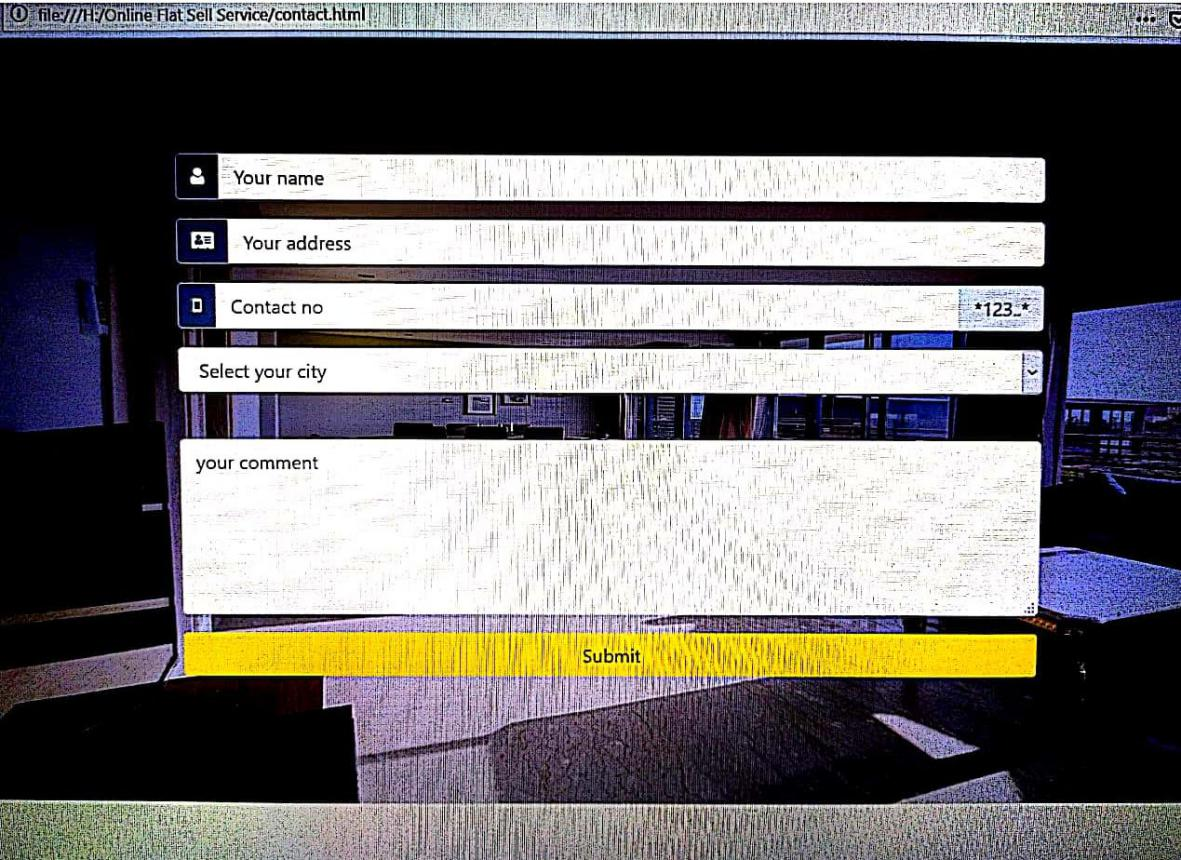 file:///H:/Online Flat Sell Service/contact.html
Your name
Your address
Contact no *123..*
Select your city
your comment
Submit